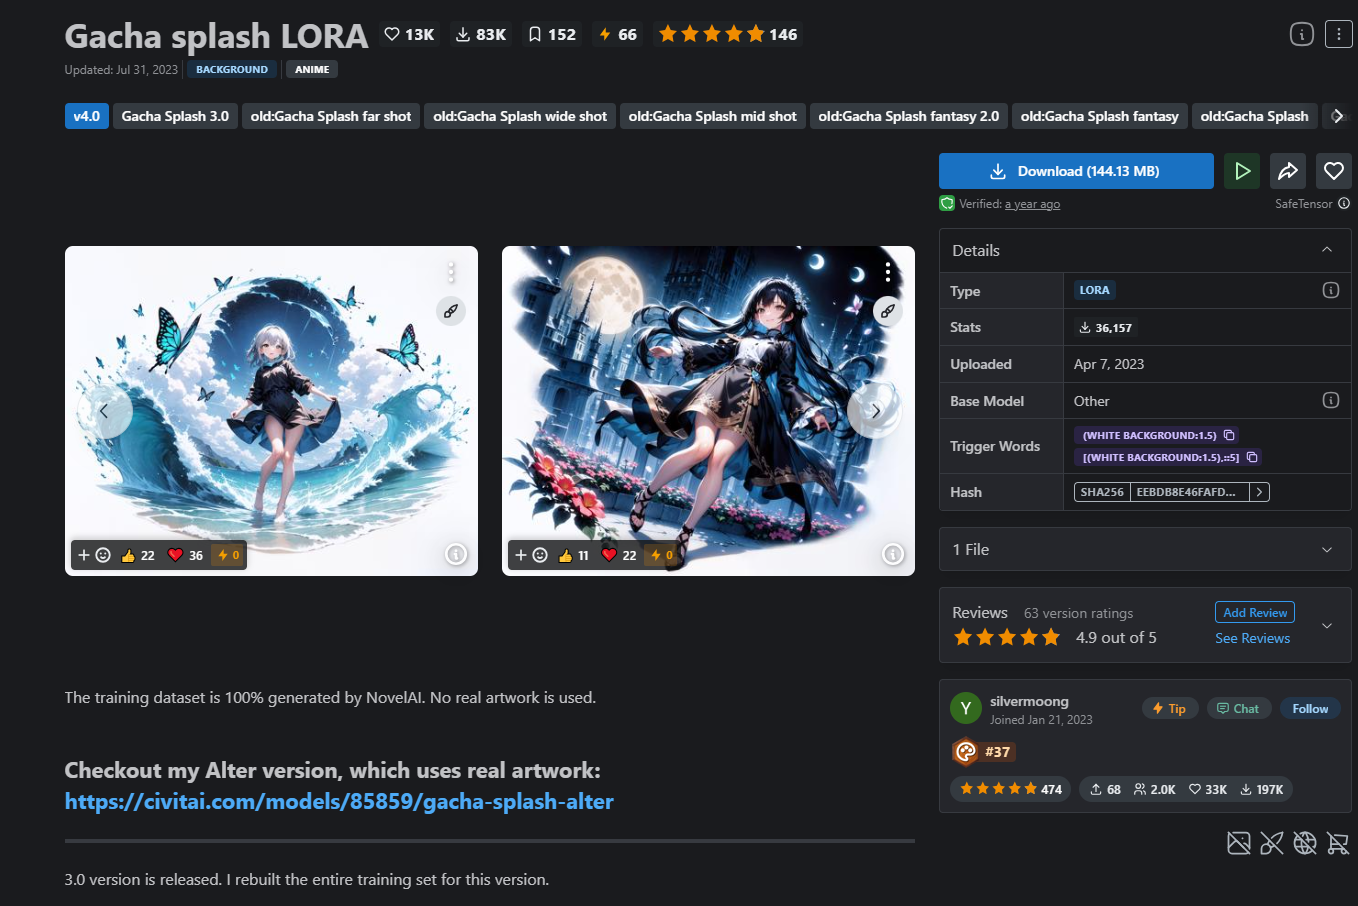 Gacha splash LORA 13K 83K 152 66 146
Updated: Jul 31, 2023 BACKGROUND ANIME
v4.0 Gacha Splash 3.0 old:Gacha Splash far shot old:Gacha Splash wide shot old:Gacha Splash mid shot old:Gacha Splash fantasy 2.0 old:Gacha Splash fantasy old:Gacha Splash
Download (144.13 MB)
Verified: a year ago SafeTensor
Details
Type LORA
Stats 36,157
Uploaded Apr 7, 2023
Base Model Other
Trigger Words (WHITE BACKGROUND:1.5)
[(WHITE BACKGROUND:1.5),::5]
Hash SHA256 EEBDB8E46FAFD...
22 36 0
11 22 0
1 File
Reviews 63 version ratings Add Review
4.9 out of 5 See Reviews
The training dataset is 100% generated by NovelAI. No real artwork is used.
Y silvermoong Tip Chat Follow
Joined Jan 21, 2023
#37
474 68 2.0K 33K 197K
Checkout my Alter version, which uses real artwork:
https://civitai.com/models/85859/gacha-splash-alter
3.0 version is released. I rebuilt the entire training set for this version.